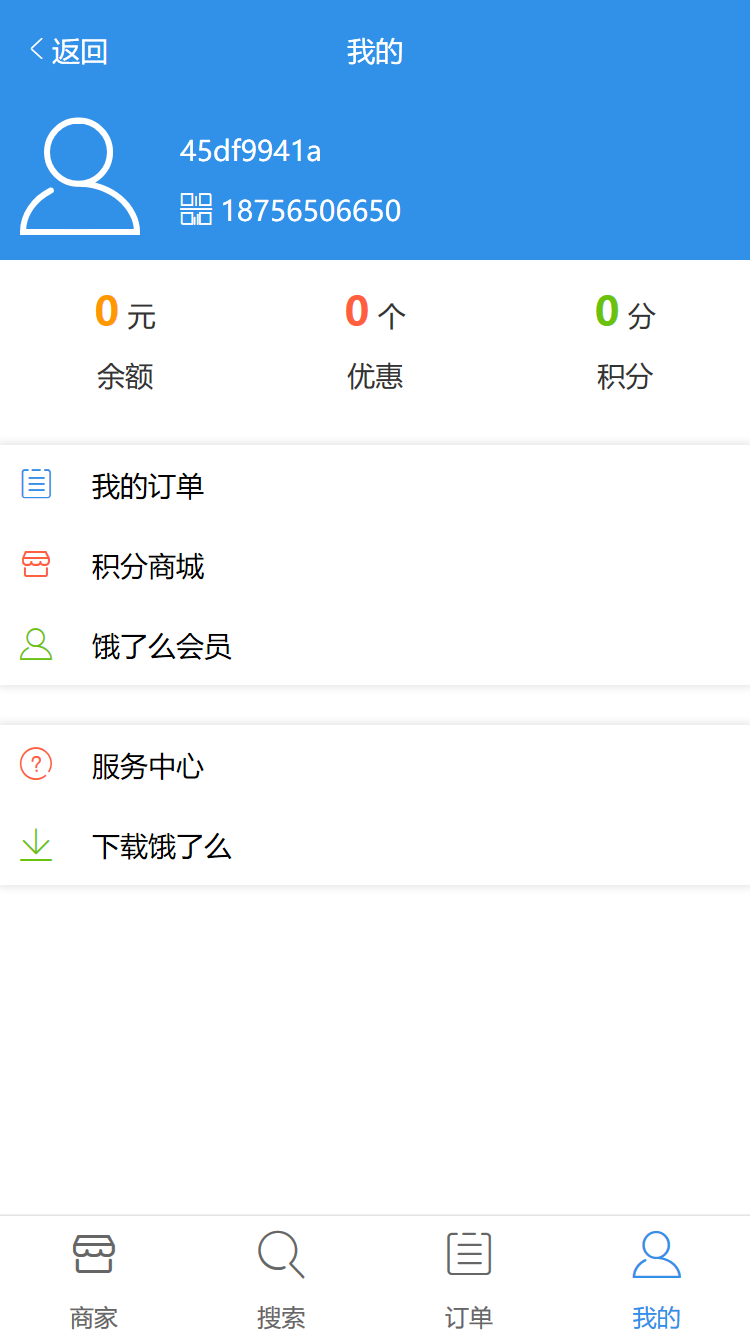 返回
我的
45df9941a
18756506650
0 元
0 个
0 分
余额
优惠
积分
我的订单
积分商城
饿了么会员
服务中心
下载饿了么
商家
搜索
订单
我的